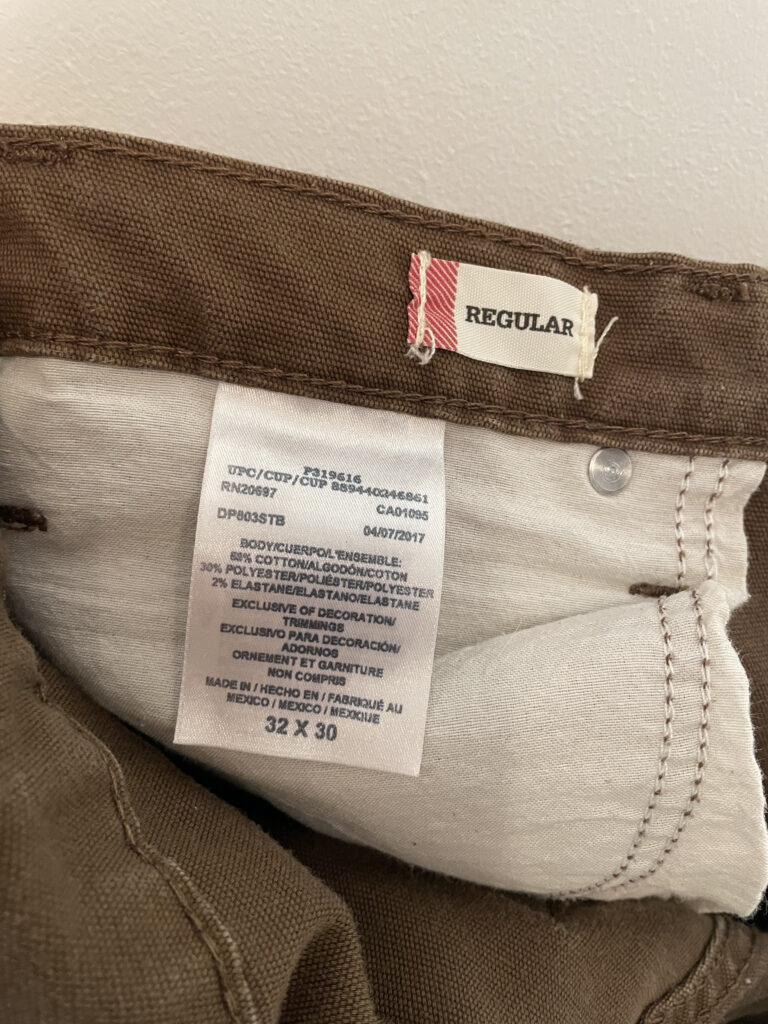 REGULAR
P319616
UPC/CUP/CUP 889440246861
RN20697 CA01095
DP803STB 04/07/2017
BODY/CUERPO/L'ENSEMBLE:
68% COTTON/ALGODÓN/COTON
30% POLYESTER/POLIÉSTER/POLYESTER
2% ELASTANE/ELASTANO/ELASTANE
EXCLUSIVE OF DECORATION/
TRIMMINGS
EXCLUSIVO PARA DECORACIÓN/
ADORNOS
ORNEMENT ET GARNITURE
NON COMPRIS
MADE IN / HECHO EN / FABRIQUÉ AU
MEXICO / MEXICO / MEXIQUE
32 X 30